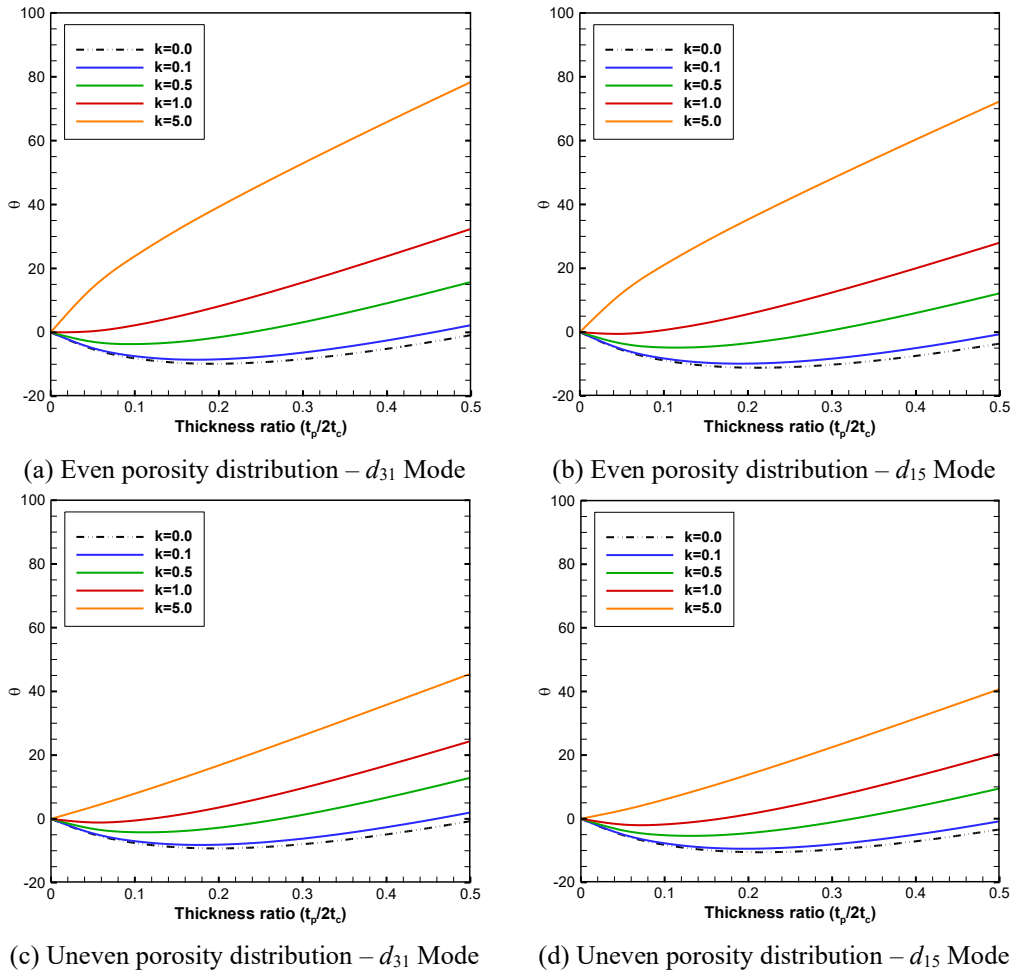 100
80
60
40
20
0
-20
θ
k=0.0
k=0.1
k=0.5
k=1.0
k=5.0
0 0.1 0.2 0.3 0.4 0.5
Thickness ratio (tp/2tc)
(a) Even porosity distribution – d31 Mode
100
80
60
40
20
0
-20
θ
k=0.0
k=0.1
k=0.5
k=1.0
k=5.0
0 0.1 0.2 0.3 0.4 0.5
Thickness ratio (tp/2tc)
(b) Even porosity distribution – d15 Mode
100
80
60
40
20
0
-20
θ
k=0.0
k=0.1
k=0.5
k=1.0
k=5.0
0 0.1 0.2 0.3 0.4 0.5
Thickness ratio (tp/2tc)
(c) Uneven porosity distribution – d31 Mode
100
80
60
40
20
0
-20
θ
k=0.0
k=0.1
k=0.5
k=1.0
k=5.0
0 0.1 0.2 0.3 0.4 0.5
Thickness ratio (tp/2tc)
(d) Uneven porosity distribution – d15 Mode